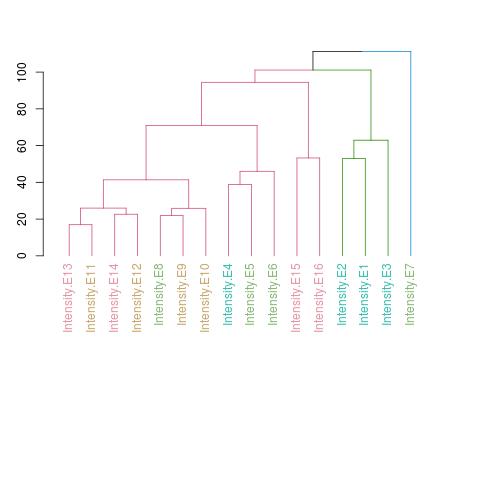 100
80
60
40
20
0
Intensity.E13
Intensity.E11
Intensity.E14
Intensity.E12
Intensity.E8
Intensity.E9
Intensity.E10
Intensity.E4
Intensity.E5
Intensity.E6
Intensity.E15
Intensity.E16
Intensity.E2
Intensity.E1
Intensity.E3
Intensity.E7